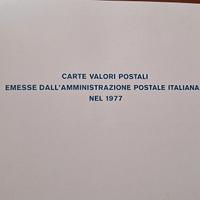 CARTE VALORI POSTALI
EMESSE DALL'AMMINISTRAZIONE POSTALE ITALIANA
NEL 1977